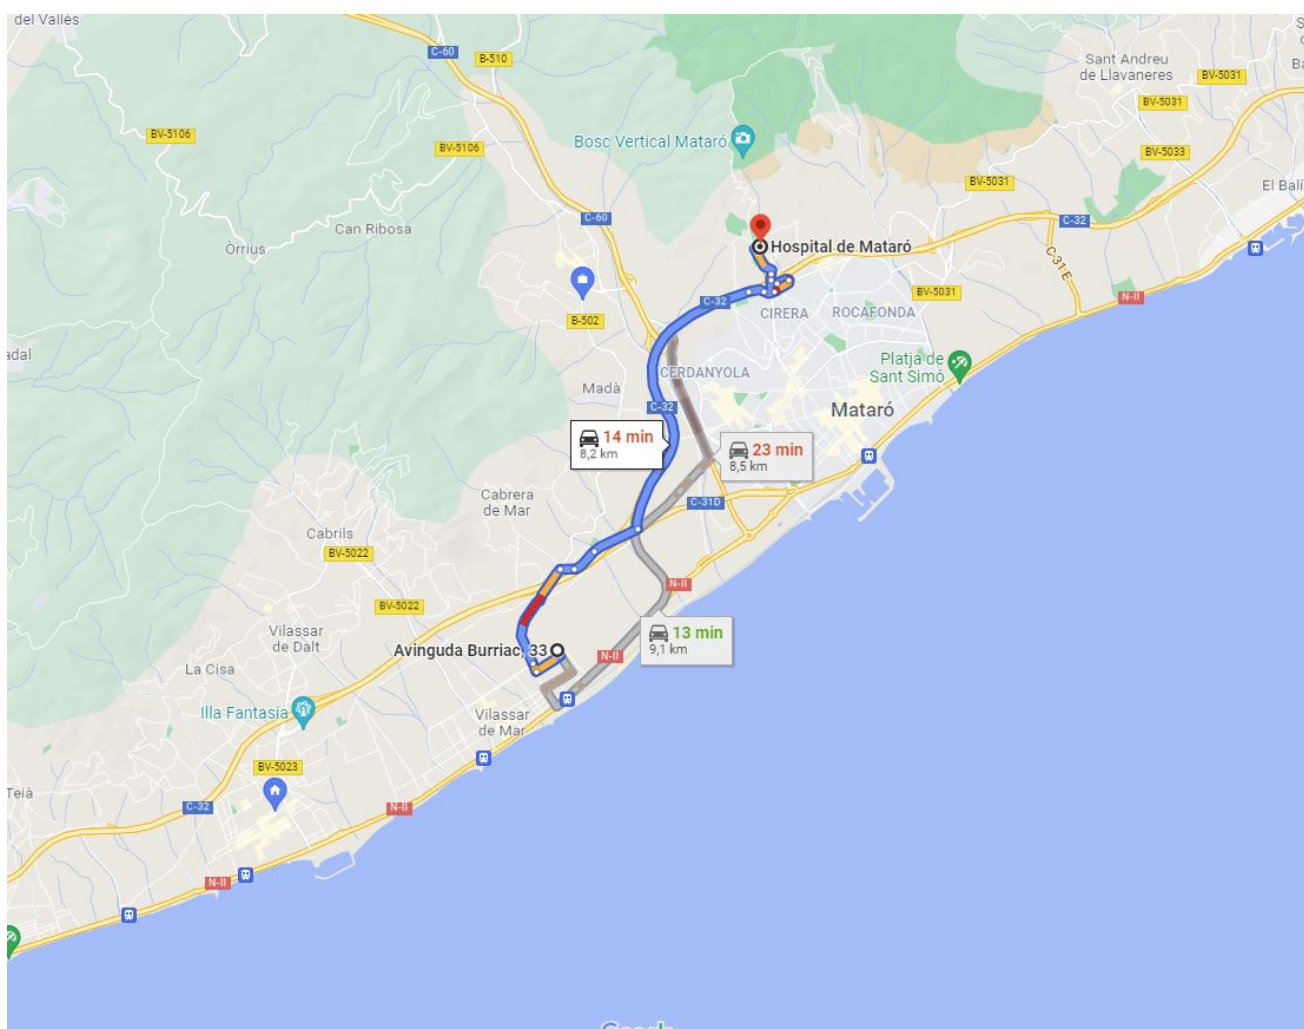 del Vallès
C-60
B-510
Sant Andreu
de Llavaneres
BV-5031
BV-5031
BV-5106
BV-5106
Bosc Vertical Mataró
BV-5033
BV-5031
El Balí
C-60
C-32
Can Ribosa
Òrrius
Hospital de Mataró
C-31-E
BV-5031
N-II
C-32
CIRERA
ROCAFONDA
B-502
adal
Platja de
Sant Simó
CERDANYOLA
Madà
C-32
Mataró
14 min
8,2 km
23 min
8,5 km
Cabrera
de Mar
C-31D
Cabrils
BV-5022
N-II
BV-5022
Vilassar
de Dalt
13 min
9,1 km
Avinguda Burriac, 33
N-II
La Cisa
Illa Fantasia
Vilassar
de Mar
BV-5023
Teià
C-32
N-II
N-II